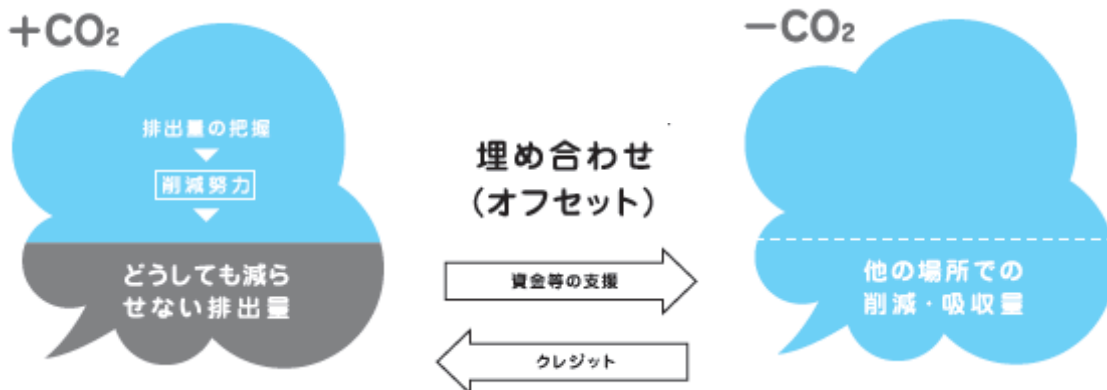 +CO₂
排出量の把握
削減努力
どうしても減ら
せない排出量
埋め合わせ
(オフセット)
資金等の支援
クレジット
−CO₂
他の場所での
削減・吸収量